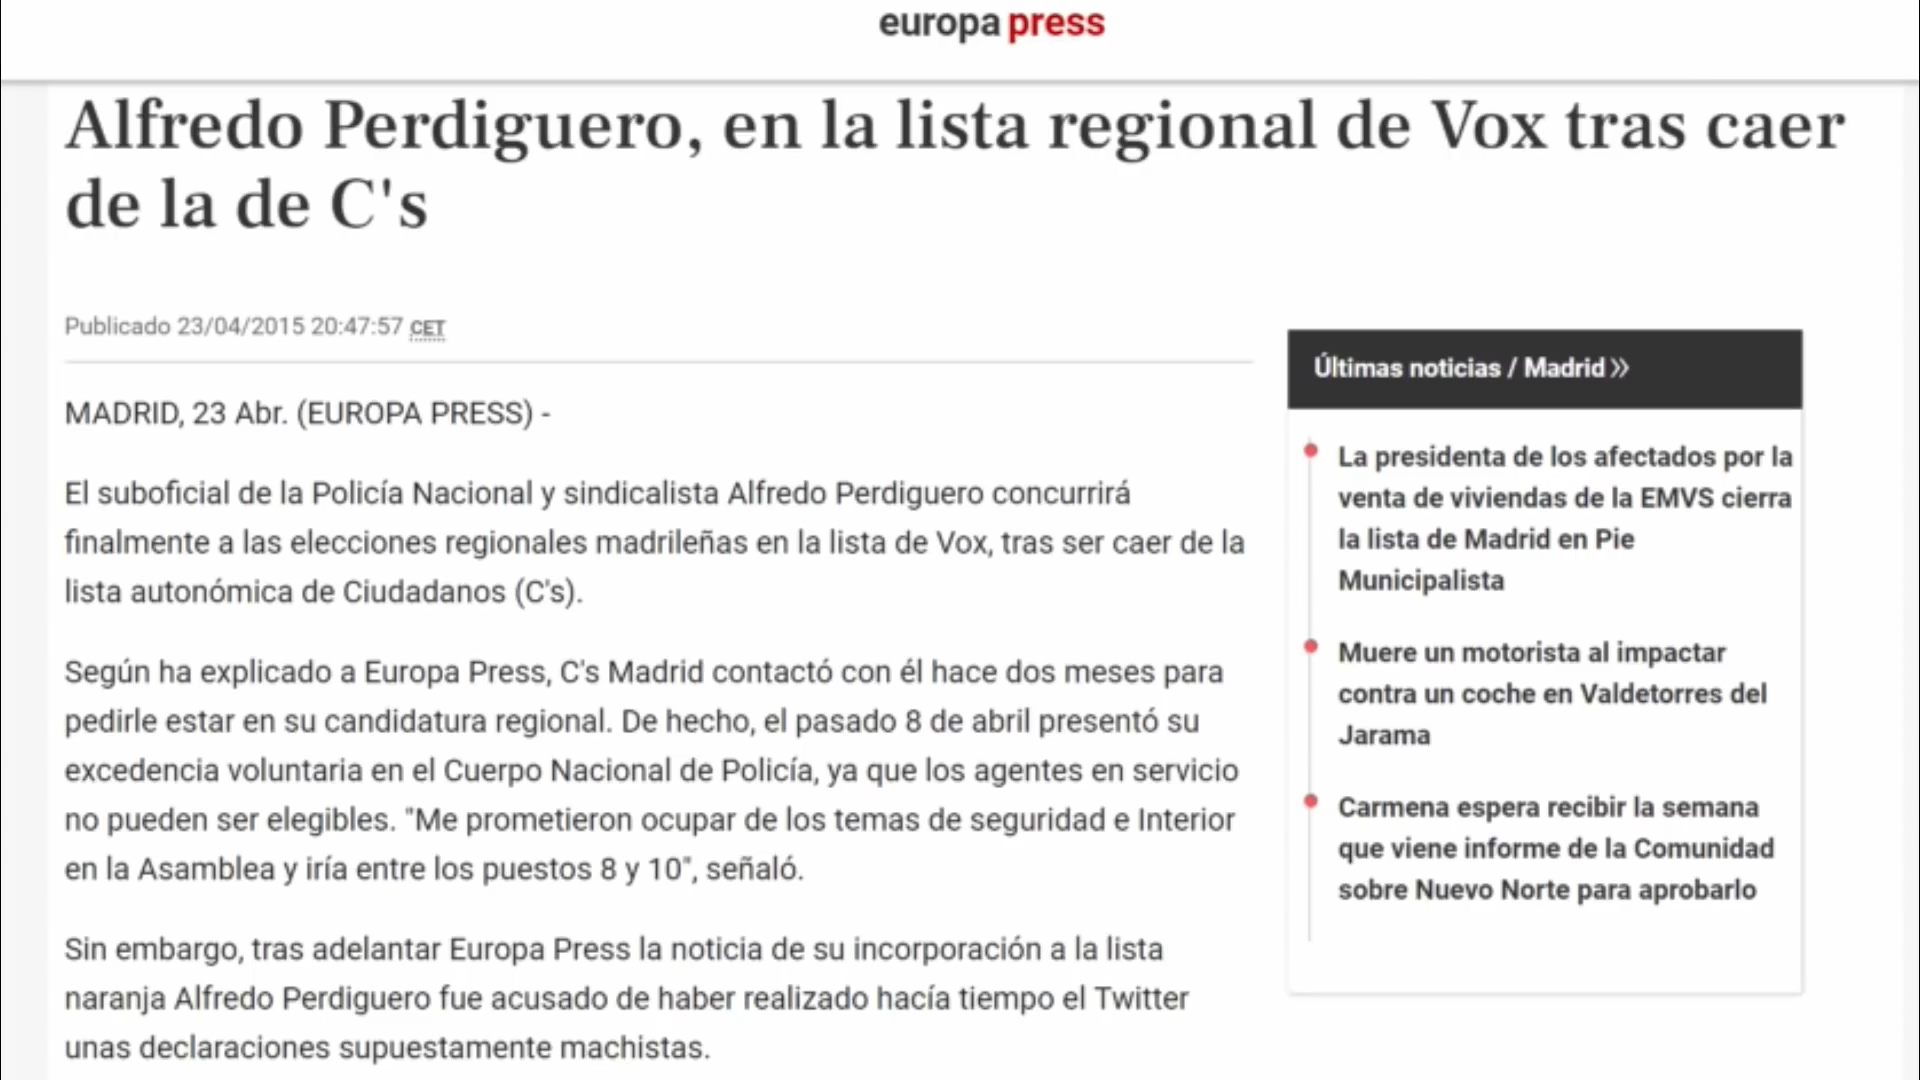 europa press
Alfredo Perdiguero, en la lista regional de Vox tras caer
de la de C's
Publicado 23/04/2015 20:47:57 CET
MADRID, 23 Abr. (EUROPA PRESS) -
El suboficial de la Policía Nacional y sindicalista Alfredo Perdiguero concurrirá
finalmente a las elecciones regionales madrileñas en la lista de Vox, tras ser caer de la
lista autonómica de Ciudadanos (C's).
Según ha explicado a Europa Press, C's Madrid contactó con él hace dos meses para
pedirle estar en su candidatura regional. De hecho, el pasado 8 de abril presentó su
excedencia voluntaria en el Cuerpo Nacional de Policía, ya que los agentes en servicio
no pueden ser elegibles. "Me prometieron ocupar de los temas de seguridad e Interior
en la Asamblea y iría entre los puestos 8 y 10", señaló.
Sin embargo, tras adelantar Europa Press la noticia de su incorporación a la lista
naranja Alfredo Perdiguero fue acusado de haber realizado hacía tiempo el Twitter
unas declaraciones supuestamente machistas.
Últimas noticias / Madrid »
La presidenta de los afectados por la
venta de viviendas de la EMVS cierra
la lista de Madrid en Pie
Municipalista
Muere un motorista al impactar
contra un coche en Valdetorres del
Jarama
Carmena espera recibir la semana
que viene informe de la Comunidad
sobre Nuevo Norte para aprobarlo